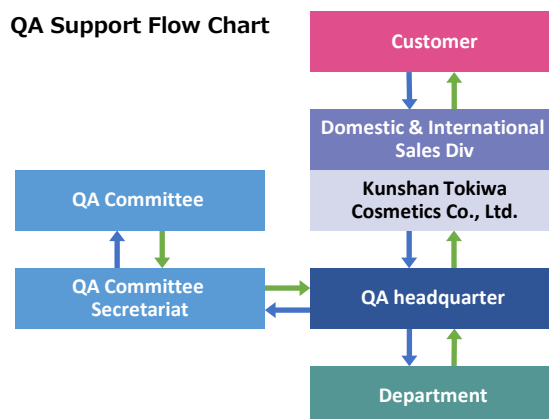 QA Support Flow Chart
Customer
Domestic & International
Sales Div
Kunshan Tokiwa
Cosmetics Co., Ltd.
QA Committee
QA Committee
Secretariat
QA headquarter
Department